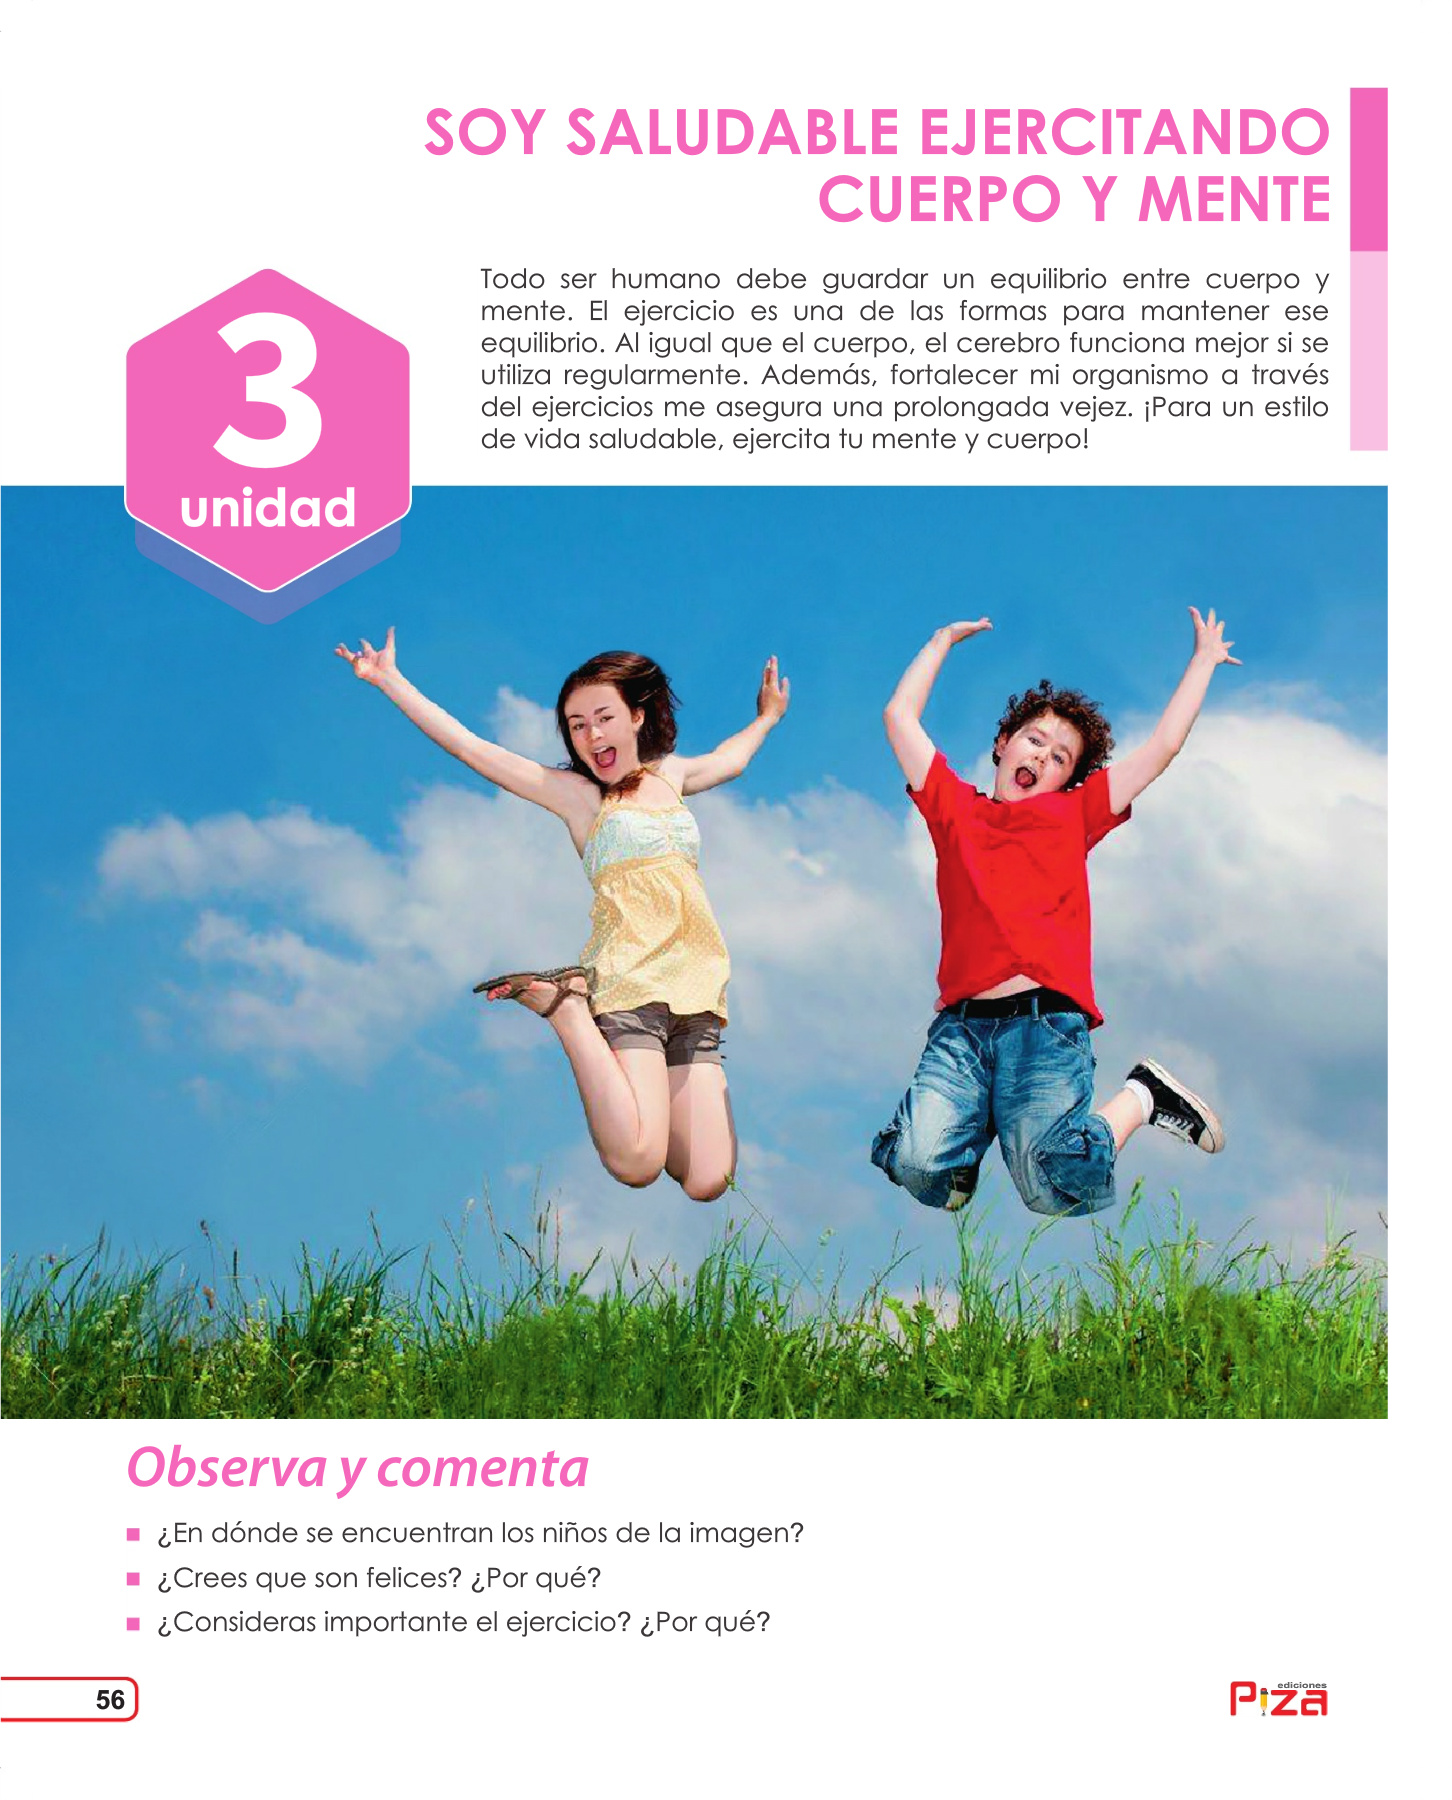 SOY SALUDABLE EJERCITANDO
CUERPO Y MENTE
Todo ser humano debe guardar un equilibrio entre cuerpo y
mente. El ejercicio es una de las formas para mantener ese
equilibrio. Al igual que el cuerpo, el cerebro funciona mejor si se
utiliza regularmente. Además, fortalecer mi organismo a través
del ejercicios me asegura una prolongada vejez. ¡Para un estilo
de vida saludable, ejercita tu mente y cuerpo!
3
unidad
Observa y comenta
¿En dónde se encuentran los niños de la imagen?
¿Crees que son felices? ¿Por qué?
¿Consideras importante el ejercicio? ¿Por qué?
56
ediciones
Piza